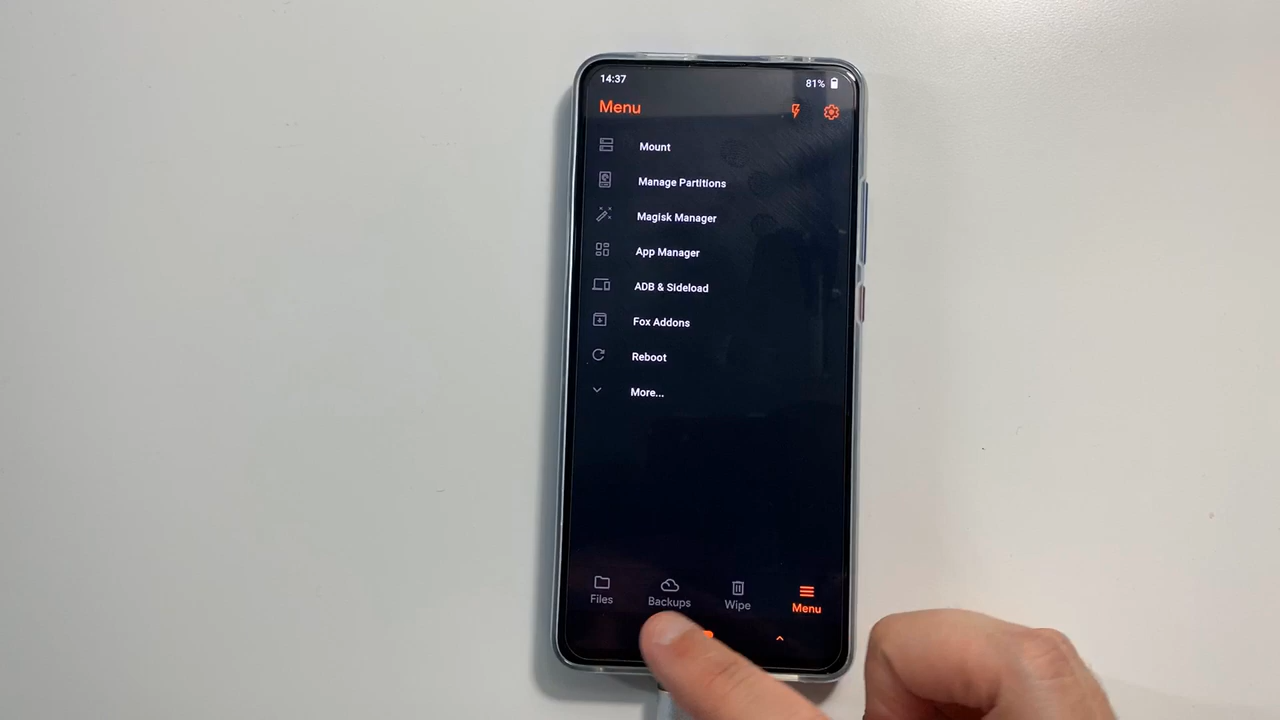 14:37
81%
Menu
Mount
Manage Partitions
Magisk Manager
App Manager
ADB & Sideload
Fox Addons
Reboot
More...
Files
Backups
Wipe
Menu